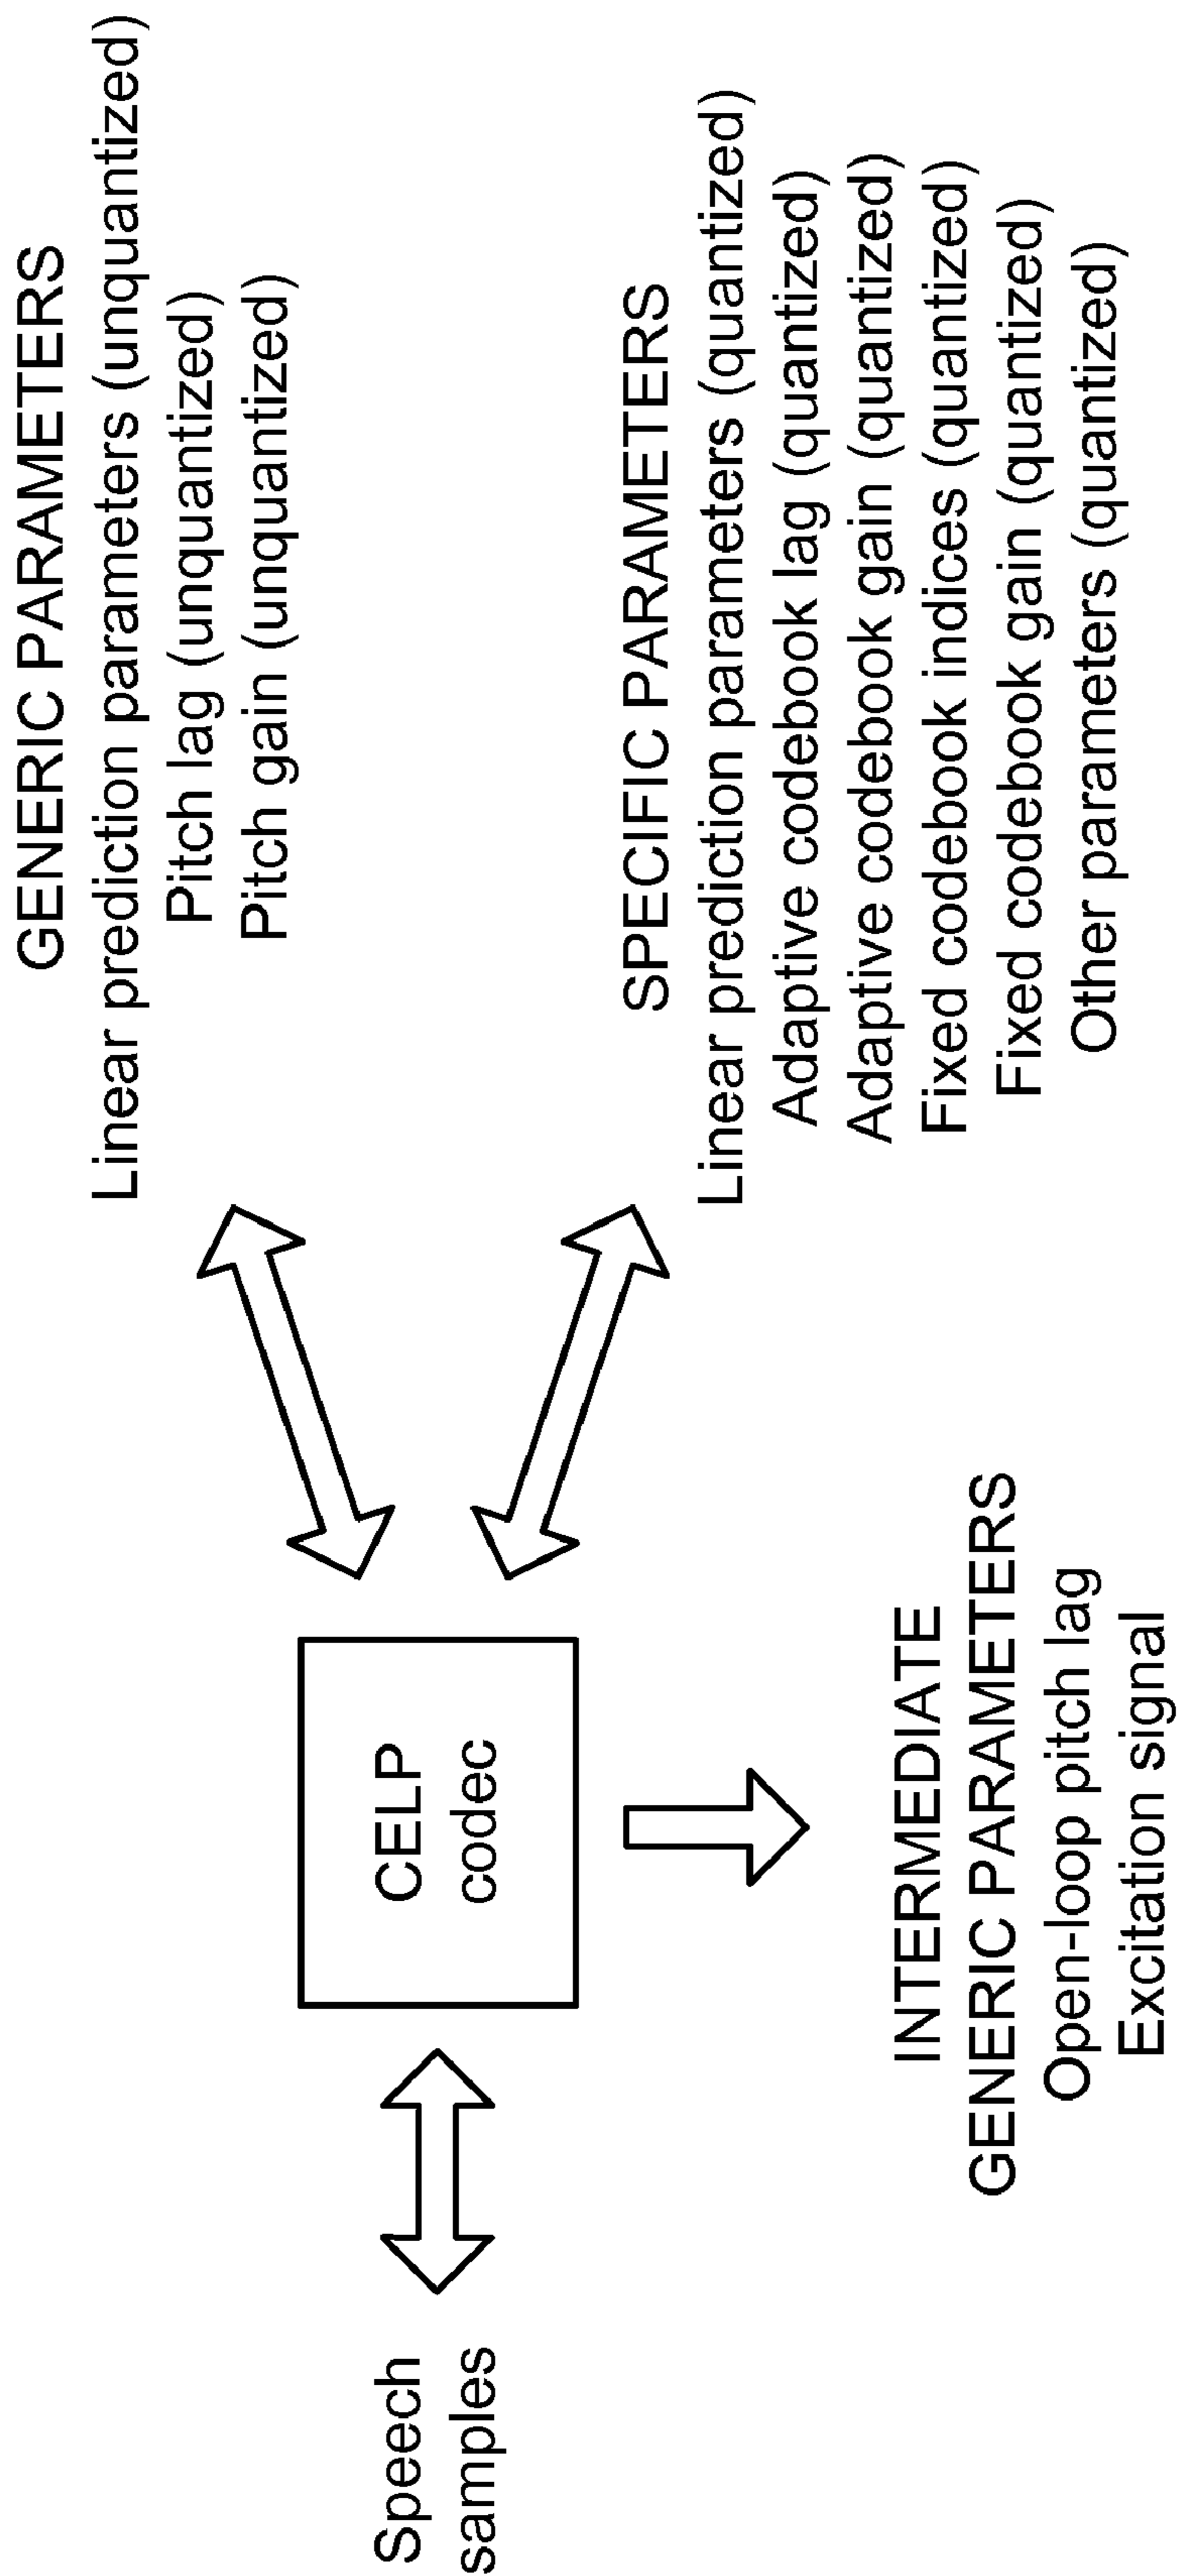 Speech
samples
CELP
codec
GENERIC PARAMETERS
Linear prediction parameters (unquantized)
Pitch lag (unquantized)
Pitch gain (unquantized)
SPECIFIC PARAMETERS
Linear prediction parameters (quantized)
Adaptive codebook lag (quantized)
Adaptive codebook gain (quantized)
Fixed codebook indices (quantized)
Fixed codebook gain (quantized)
Other parameters (quantized)
INTERMEDIATE
GENERIC PARAMETERS
Open-loop pitch lag
Excitation signal